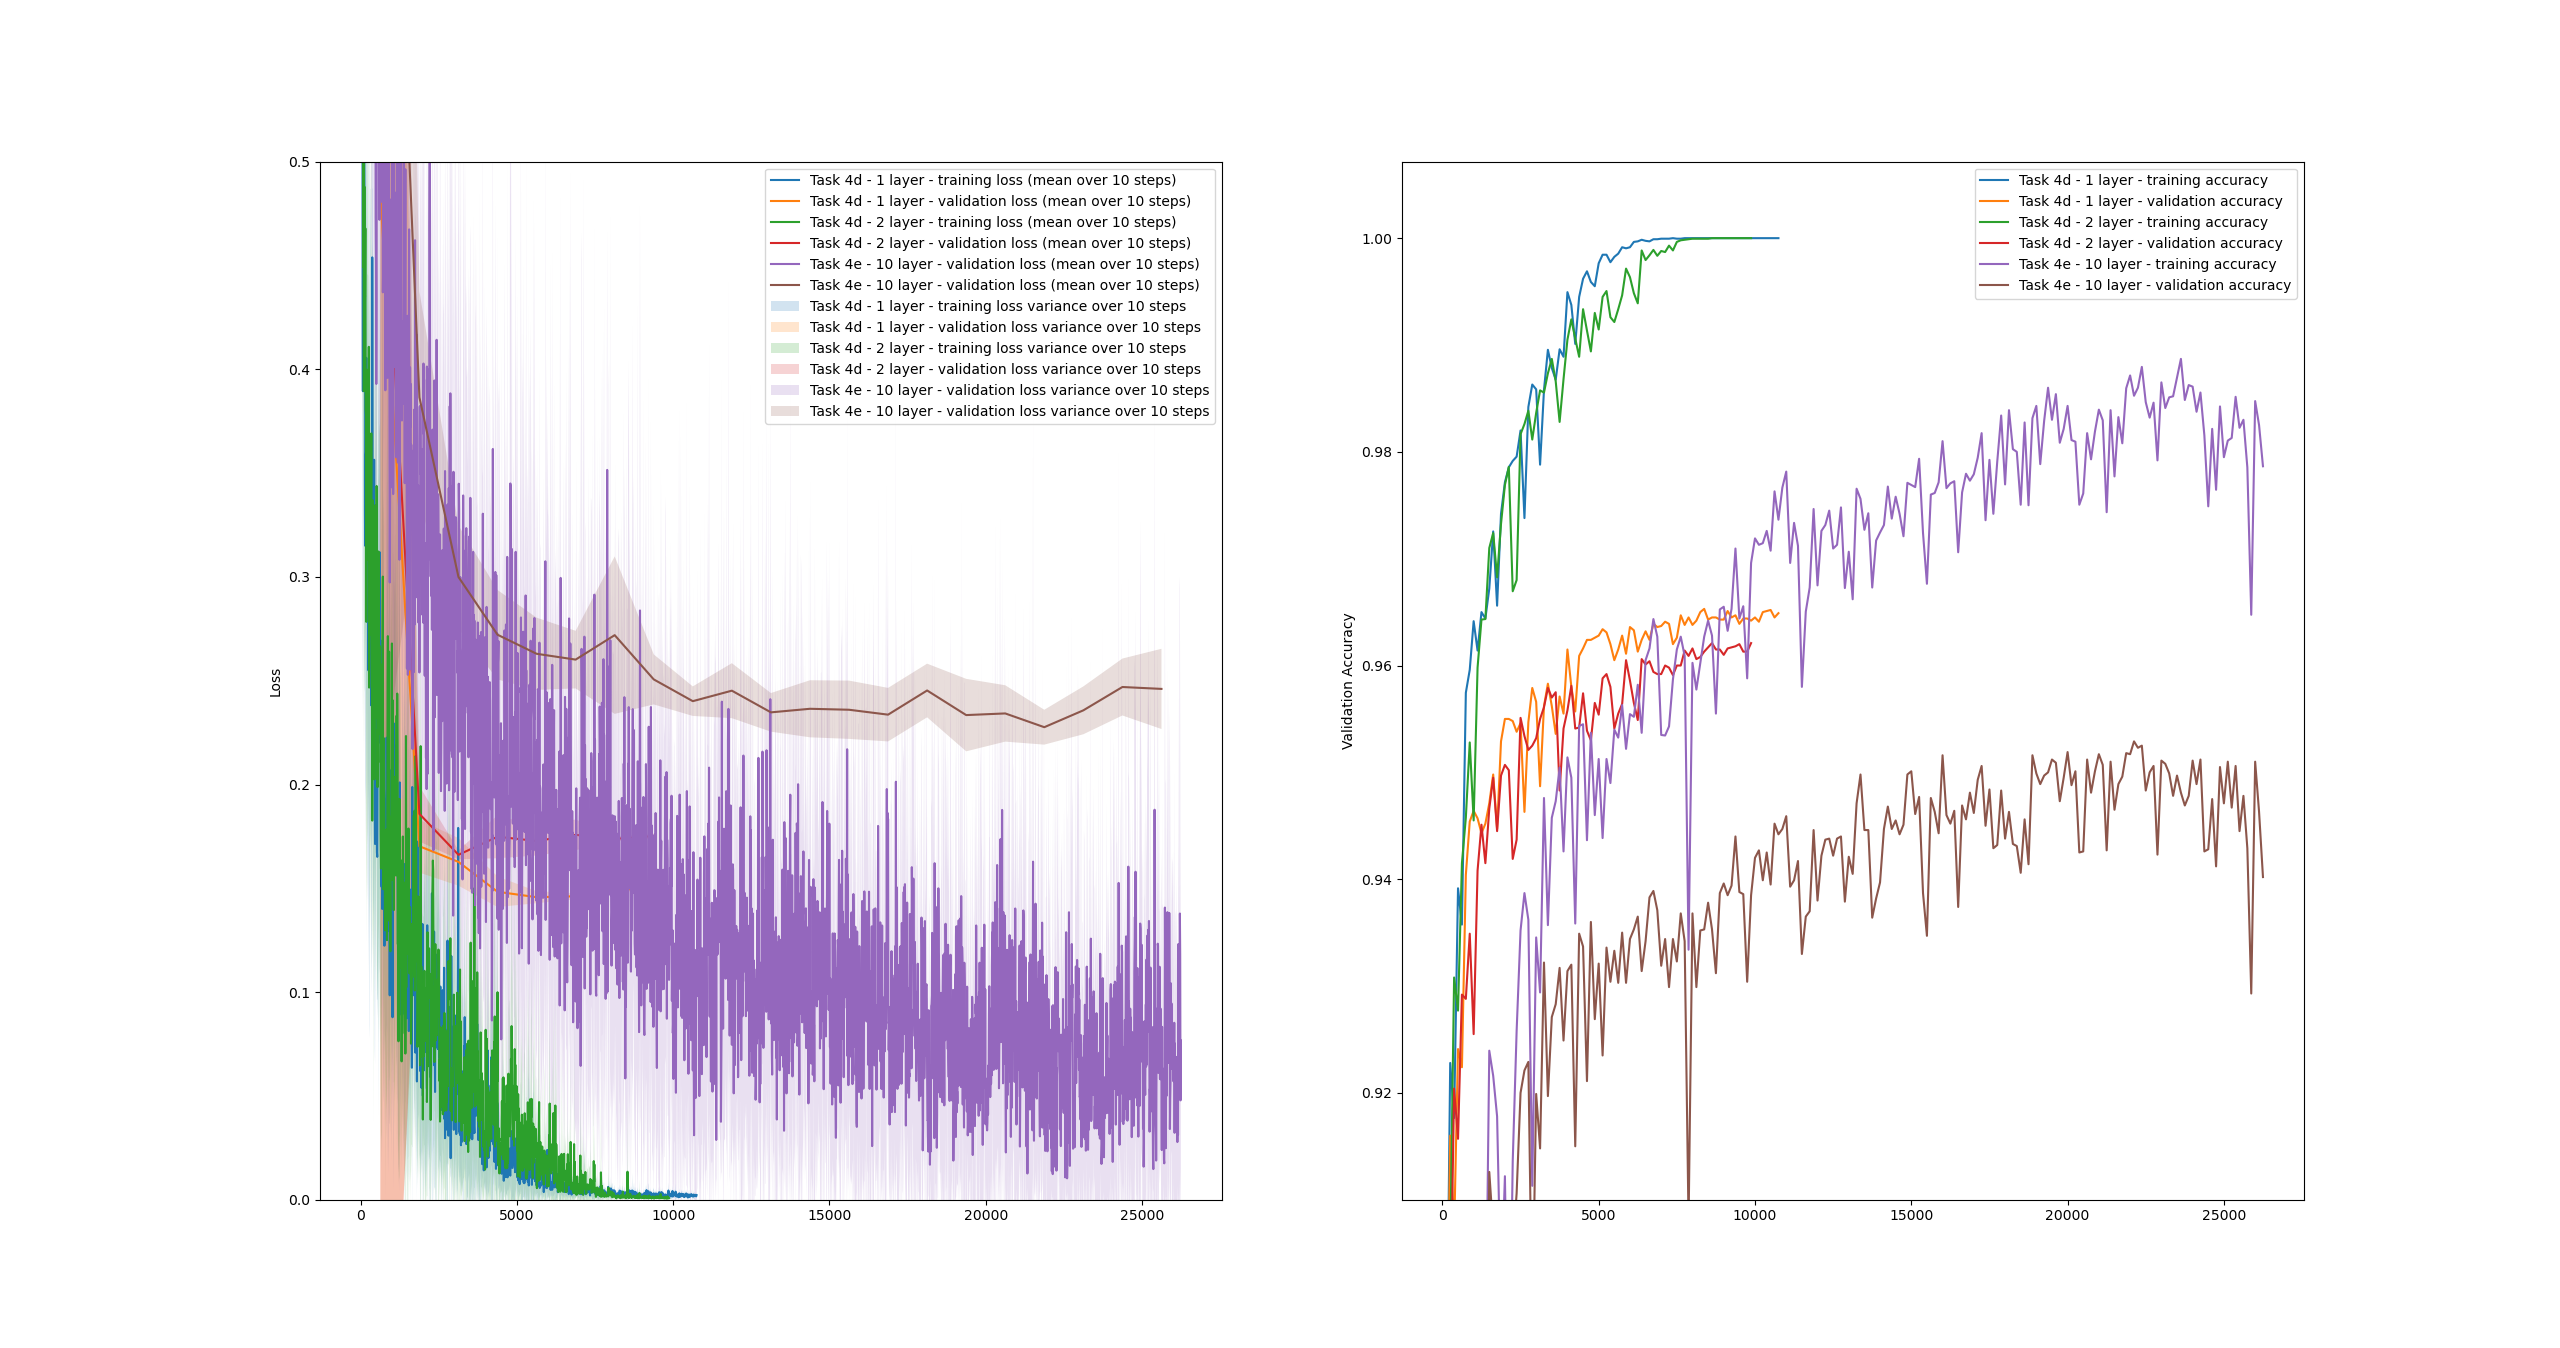 0.5
0.4
0.3
0.2
0.1
0.0
Loss
0
5000
10000
15000
20000
25000
Task 4d - 1 layer - training loss (mean over 10 steps)
Task 4d - 1 layer - validation loss (mean over 10 steps)
Task 4d - 2 layer - training loss (mean over 10 steps)
Task 4d - 2 layer - validation loss (mean over 10 steps)
Task 4e - 10 layer - validation loss (mean over 10 steps)
Task 4e - 10 layer - validation loss (mean over 10 steps)
Task 4d - 1 layer - training loss variance over 10 steps
Task 4d - 1 layer - validation loss variance over 10 steps
Task 4d - 2 layer - training loss variance over 10 steps
Task 4d - 2 layer - validation loss variance over 10 steps
Task 4e - 10 layer - validation loss variance over 10 steps
Task 4e - 10 layer - validation loss variance over 10 steps
1.00
0.98
0.96
0.94
0.92
Validation Accuracy
0
5000
10000
15000
20000
25000
Task 4d - 1 layer - training accuracy
Task 4d - 1 layer - validation accuracy
Task 4d - 2 layer - training accuracy
Task 4d - 2 layer - validation accuracy
Task 4e - 10 layer - training accuracy
Task 4e - 10 layer - validation accuracy